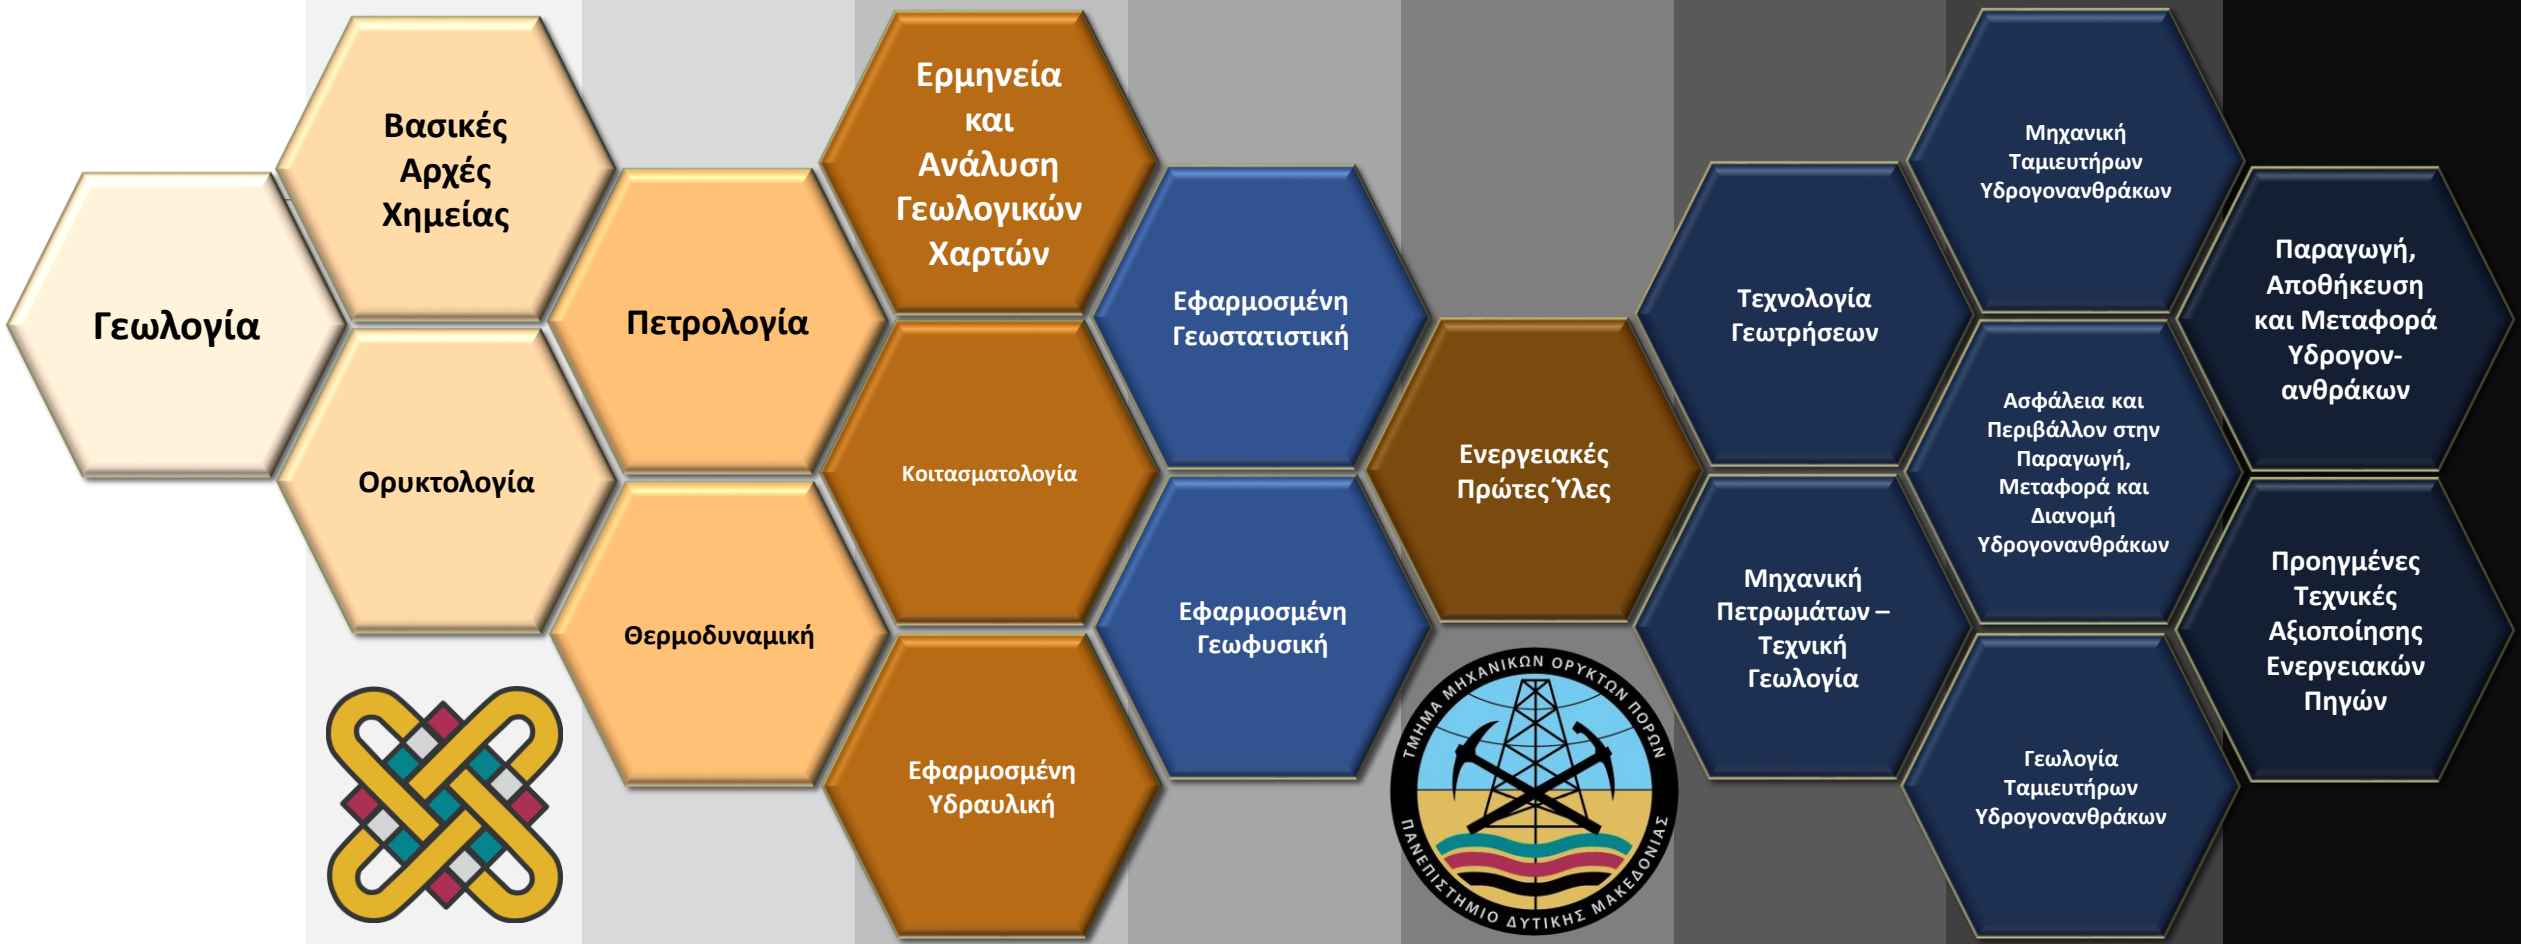 Γεωλογία
Βασικές
Αρχές
Χημείας
Ορυκτολογία
Πετρολογία
Θερμοδυναμική
Ερμηνεία
και
Ανάλυση
Γεωλογικών
Χαρτών
Κοιτασματολογία
Εφαρμοσμένη
Υδραυλική
Εφαρμοσμένη
Γεωστατιστική
Εφαρμοσμένη
Γεωφυσική
Ενεργειακές
Πρώτες Ύλες
ΤΜΗΜΑ ΜΗΧΑΝΙΚΩΝ ΟΡΥΚΤΩΝ ΠΟΡΩΝ
ΠΑΝΕΠΙΣΤΗΜΙΟ ΔΥΤΙΚΗΣ ΜΑΚΕΔΟΝΙΑΣ
Τεχνολογία
Γεωτρήσεων
Μηχανική
Πετρωμάτων –
Τεχνική
Γεωλογία
Μηχανική
Ταμιευτήρων
Υδρογονανθράκων
Ασφάλεια και
Περιβάλλον στην
Παραγωγή,
Μεταφορά και
Διανομή
Υδρογονανθράκων
Γεωλογία
Ταμιευτήρων
Υδρογονανθράκων
Παραγωγή,
Αποθήκευση
και Μεταφορά
Υδρογον-
ανθράκων
Προηγμένες
Τεχνικές
Αξιοποίησης
Ενεργειακών
Πηγών